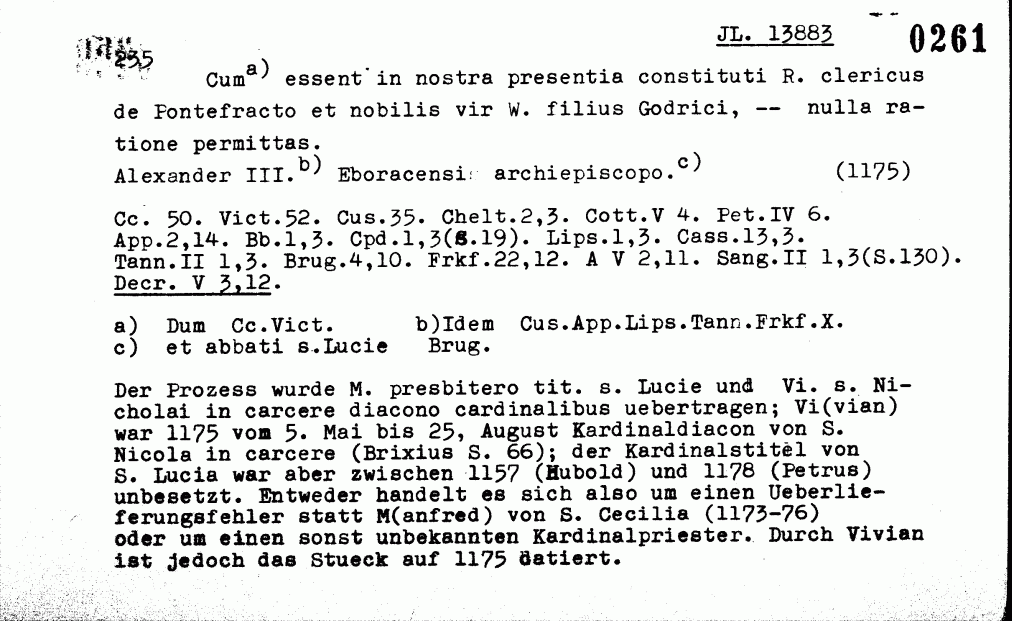 JL. 13883 0261
235
Cum a) essent in nostra presentia constituti R. clericus
de Pontefracto et nobilis vir W. filius Godrici, -- nulla ra-
tione permittas.
Alexander III. b) Eboracensi archiepiscopo. c) (1175)
Cc. 50. Vict.52. Cus.35. Chelt.2,3. Cott.V 4. Pet.IV 6.
App.2,14. Bb.1,3. Cpd.1,3(S.19). Lips.1,3. Cass.13,3.
Tann.II 1,3. Brug.4,10. Frkf.22,12. A V 2,11. Sang.II 1,3(S.130).
Decr. V 3,12.
a) Dum Cc.Vict. b)Idem Cus.App.Lips.Tann.Frkf.X.
c) et abbati s.Lucie Brug.
Der Prozess wurde M. presbitero tit. s. Lucie und Vi. s. Ni-
cholai in carcere diacono cardinalibus uebertragen; Vi(vian)
war 1175 vom 5. Mai bis 25, August Kardinaldiacon von S.
Nicola in carcere (Brixius S. 66); der Kardinalstitel von
S. Lucia war aber zwischen 1157 (Hubold) und 1178 (Petrus)
unbesetzt. Entweder handelt es sich also um einen Ueberlie-
ferungsfehler statt M(anfred) von S. Cecilia (1173-76)
oder um einen sonst unbekannten Kardinalpriester. Durch Vivian
ist jedoch das Stueck auf 1175 datiert.